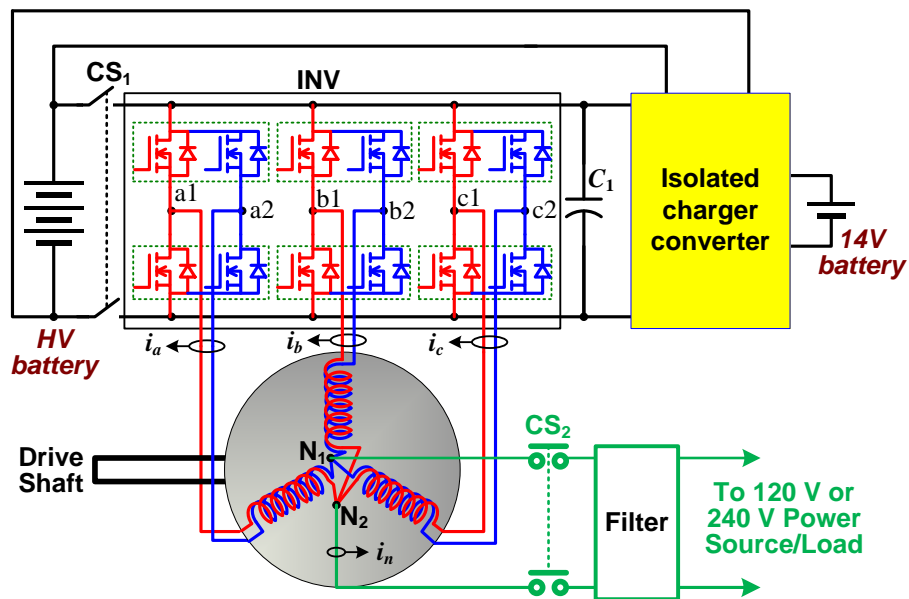 CS1
INV
a1
a2
b1
b2
c1
c2
C1
Isolated
charger
converter
14V
battery
HV
battery
ia
ib
ic
Drive
Shaft
N1
N2
in
CS2
Filter
To 120 V or
240 V Power
Source/Load